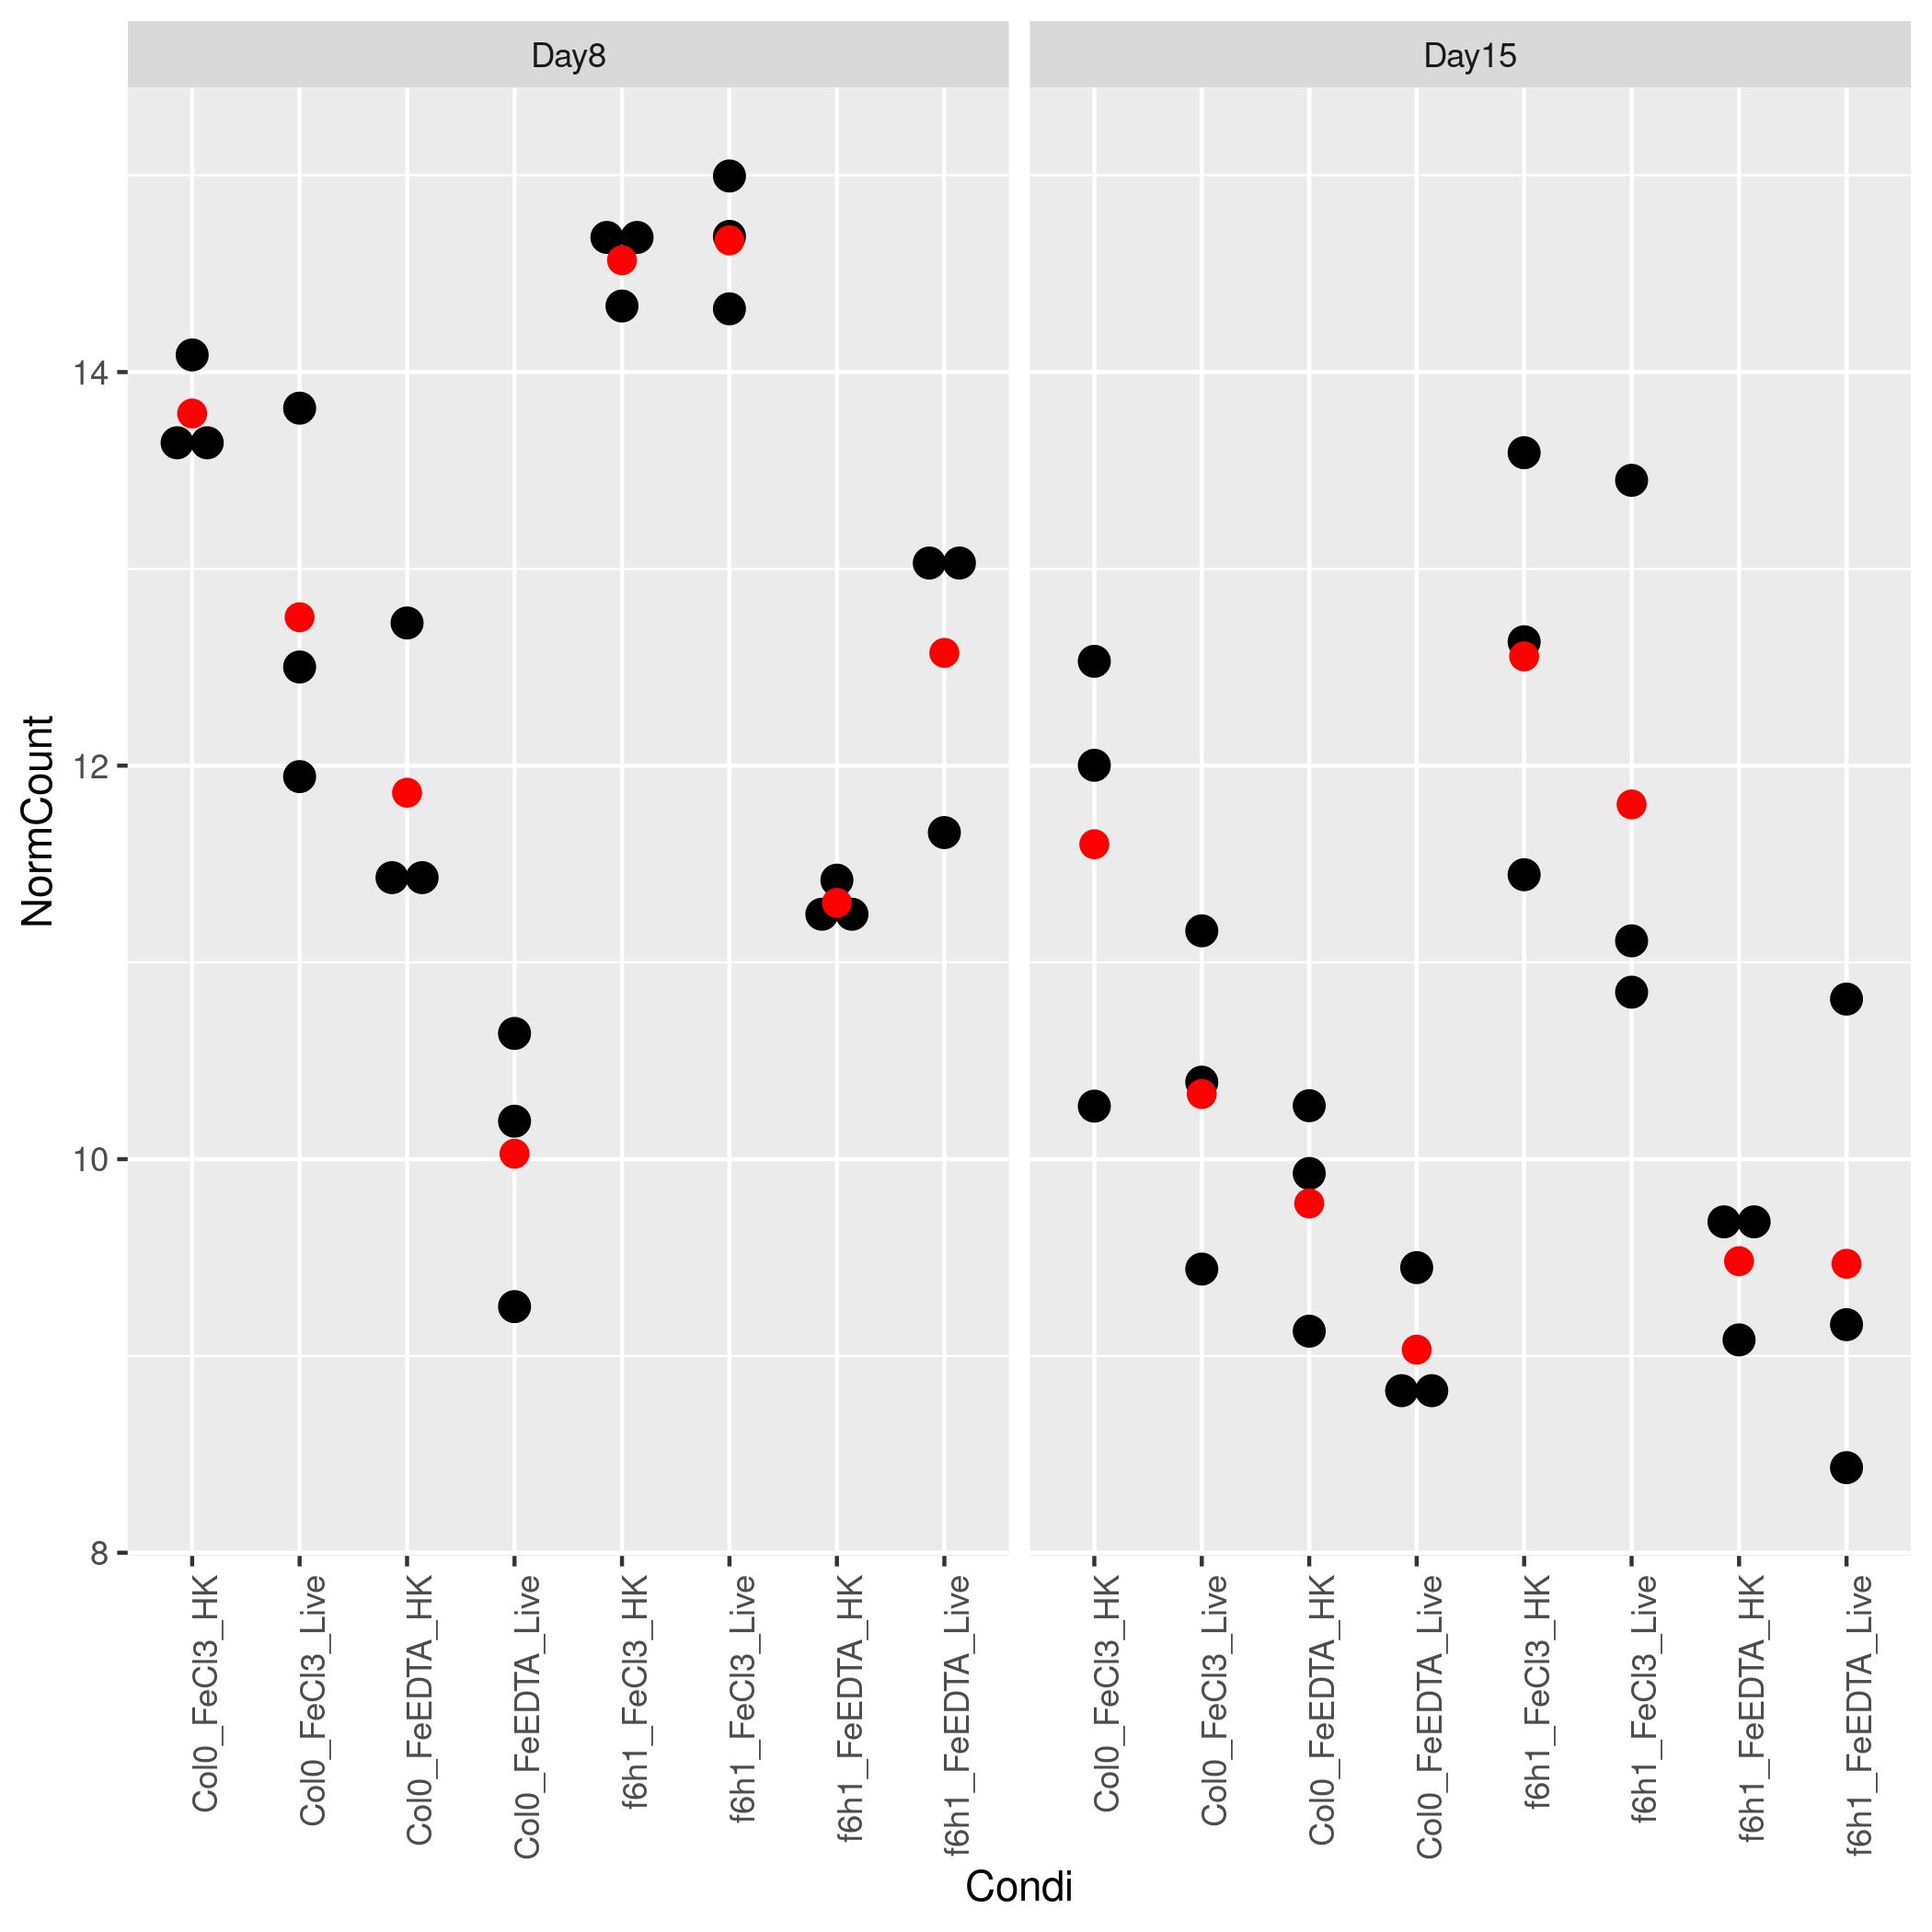 Day8
Day15
NormCount
14
12
10
8
Col0_FeCl3_HK
Col0_FeCl3_Live
Col0_FeEDTA_HK
Col0_FeEDTA_Live
f6h1_FeCl3_HK
f6h1_FeCl3_Live
f6h1_FeEDTA_HK
f6h1_FeEDTA_Live
Col0_FeCl3_HK
Col0_FeCl3_Live
Col0_FeEDTA_HK
Col0_FeEDTA_Live
f6h1_FeCl3_HK
f6h1_FeCl3_Live
f6h1_FeEDTA_HK
f6h1_FeEDTA_Live
Condi